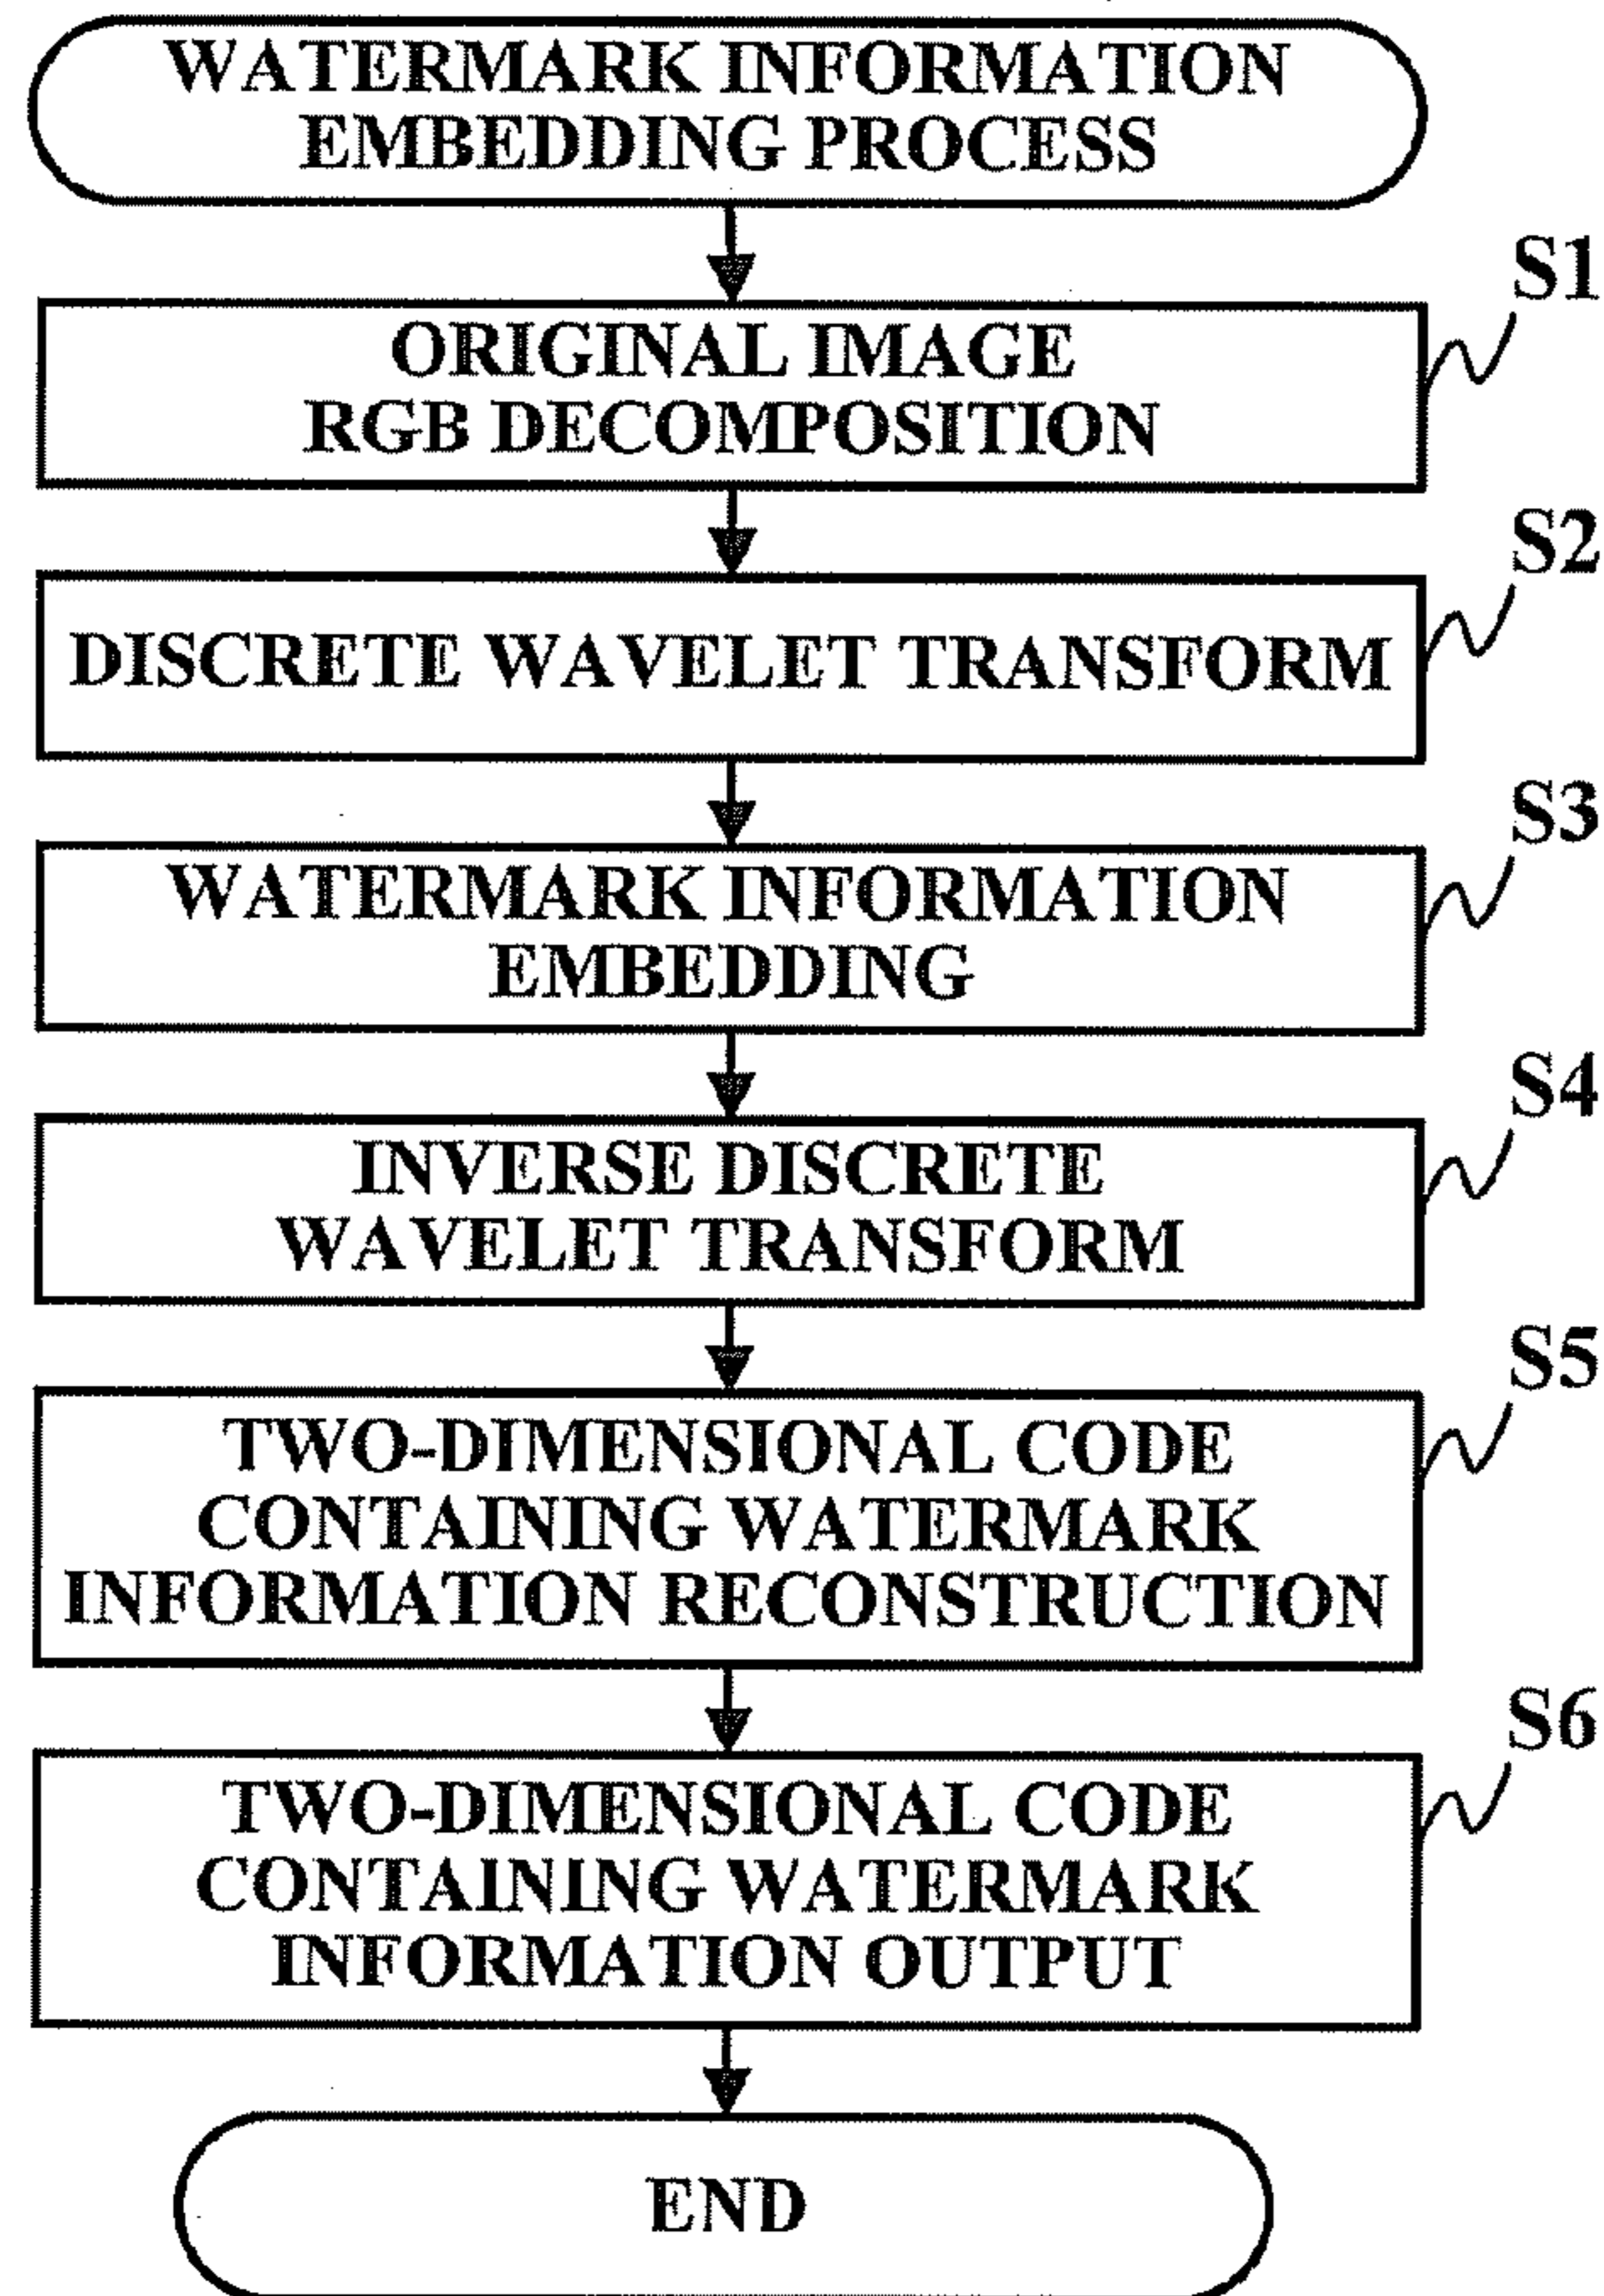 WATERMARK INFORMATION
EMBEDDING PROCESS
S1
ORIGINAL IMAGE
RGB DECOMPOSITION
S2
DISCRETE WAVELET TRANSFORM
S3
WATERMARK INFORMATION
EMBEDDING
S4
INVERSE DISCRETE
WAVELET TRANSFORM
S5
TWO-DIMENSIONAL CODE
CONTAINING WATERMARK
INFORMATION RECONSTRUCTION
S6
TWO-DIMENSIONAL CODE
CONTAINING WATERMARK
INFORMATION OUTPUT
END